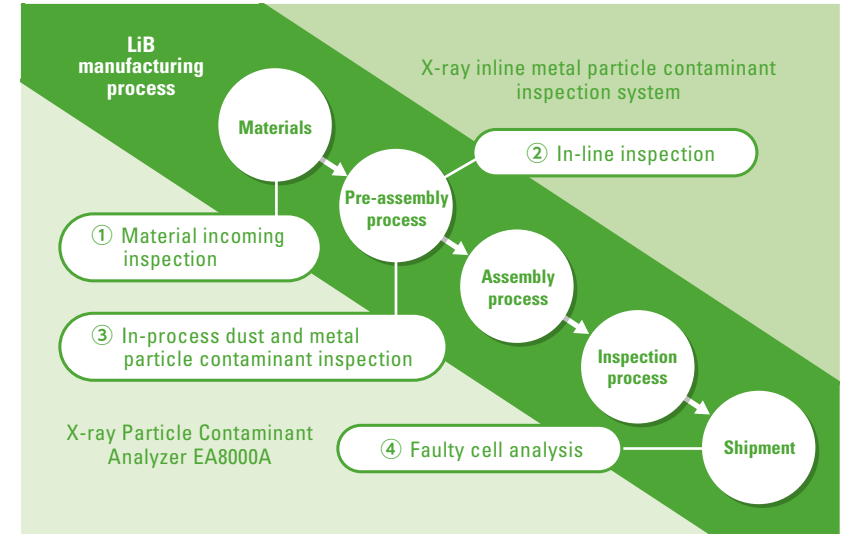 LiB
manufacturing
process
X-ray inline metal particle contaminant
inspection system
Materials
② In-line inspection
Pre-assembly
process
① Material incoming
inspection
Assembly
process
③ In-process dust and metal
particle contaminant inspection
Inspection
process
X-ray Particle Contaminant
Analyzer EA8000A
④ Faulty cell analysis
Shipment